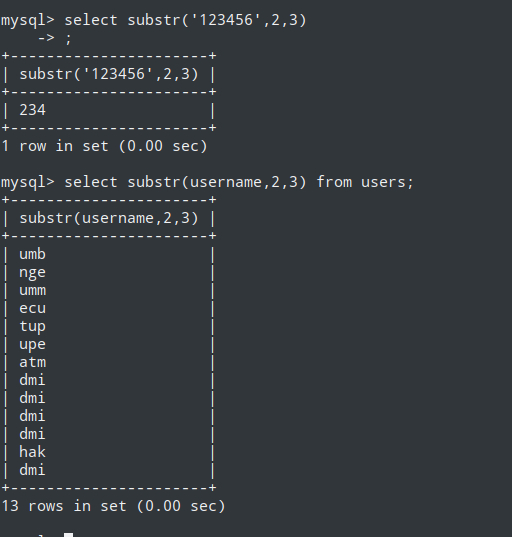 mysql> select substr('123456',2,3)
    -> ;
+----------------------+
| substr('123456',2,3) |
+----------------------+
| 234                  |
+----------------------+
1 row in set (0.00 sec)

mysql> select substr(username,2,3) from users;
+----------------------+
| substr(username,2,3) |
+----------------------+
| umb                  |
| nge                  |
| umm                  |
| ecu                  |
| tup                  |
| upe                  |
| atm                  |
| dmi                  |
| dmi                  |
| dmi                  |
| dmi                  |
| hak                  |
| dmi                  |
+----------------------+
13 rows in set (0.00 sec)